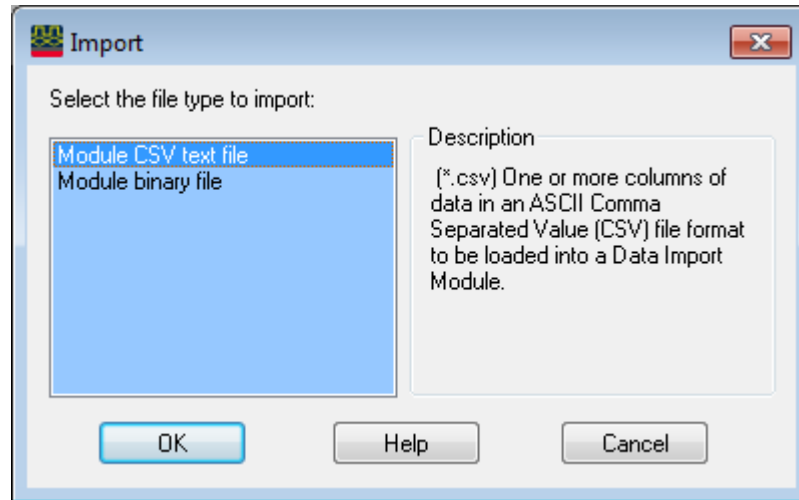 Import
Select the file type to import:
Module CSV text file
Module binary file
Description
(*.csv) One or more columns of
data in an ASCII Comma
Separated Value (CSV) file format
to be loaded into a Data Import
Module.
OK
Help
Cancel